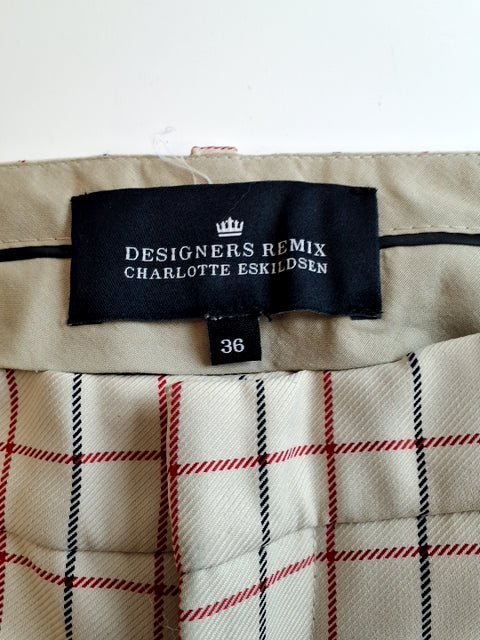 DESIGNERS REMIX
CHARLOTTE ESKILDSEN
36